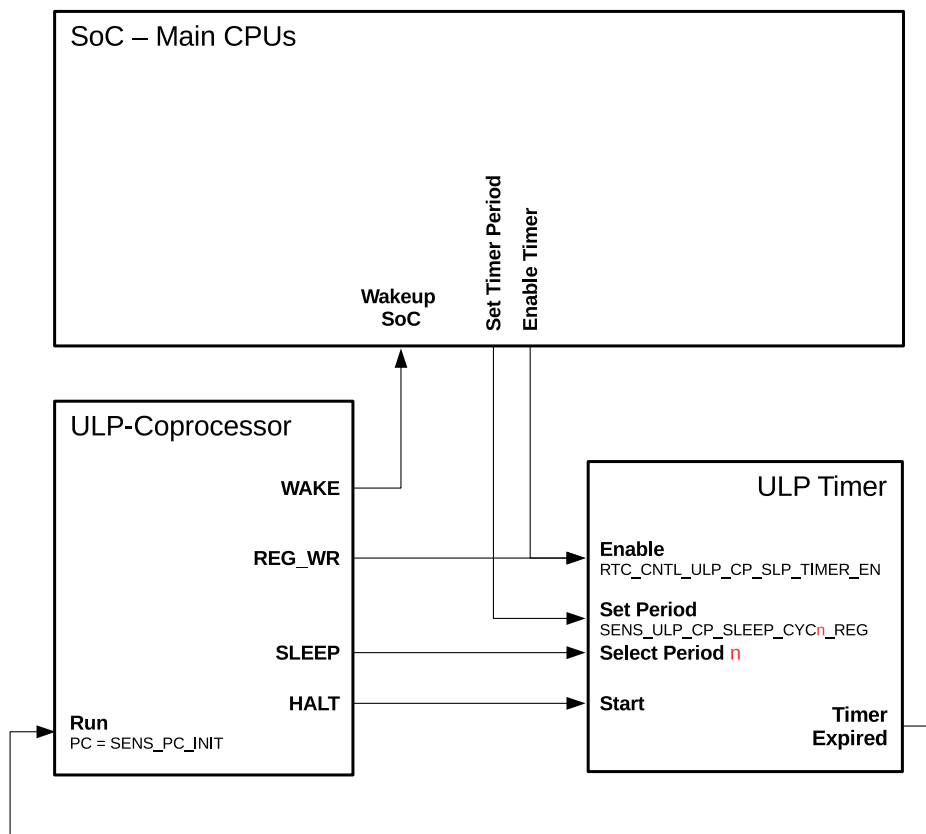 SoC – Main CPUs
Set Timer Period
Enable Timer
Wakeup
SoC
ULP-Coprocessor
WAKE
REG_WR
SLEEP
HALT
Run
PC = SENS_PC_INIT
ULP Timer
Enable
RTC_CNTL_ULP_CP_SLP_TIMER_EN
Set Period
SENS_ULP_CP_SLEEP_CYCn_REG
Select Period n
Start
Timer
Expired